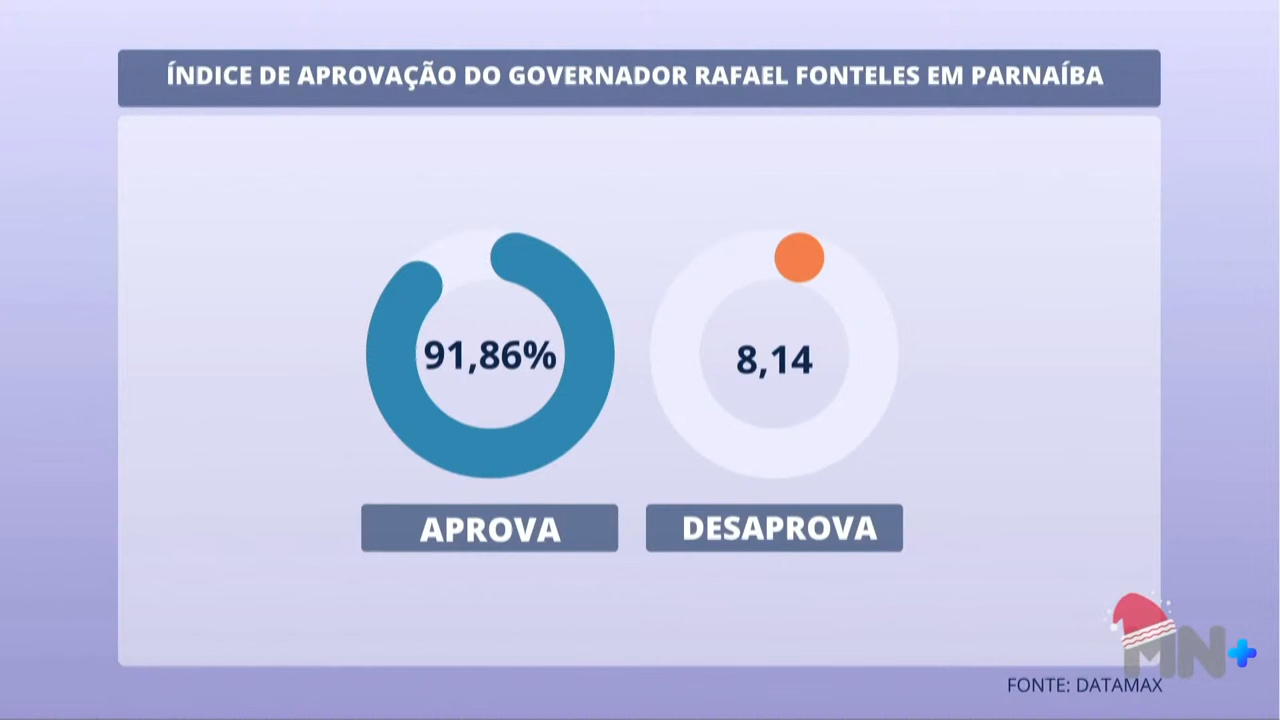 ÍNDICE DE APROVAÇÃO DO GOVERNADOR RAFAEL FONTELES EM PARNAÍBA
91,86%
8,14
APROVA
DESAPROVA
MN+
FONTE: DATAMAX